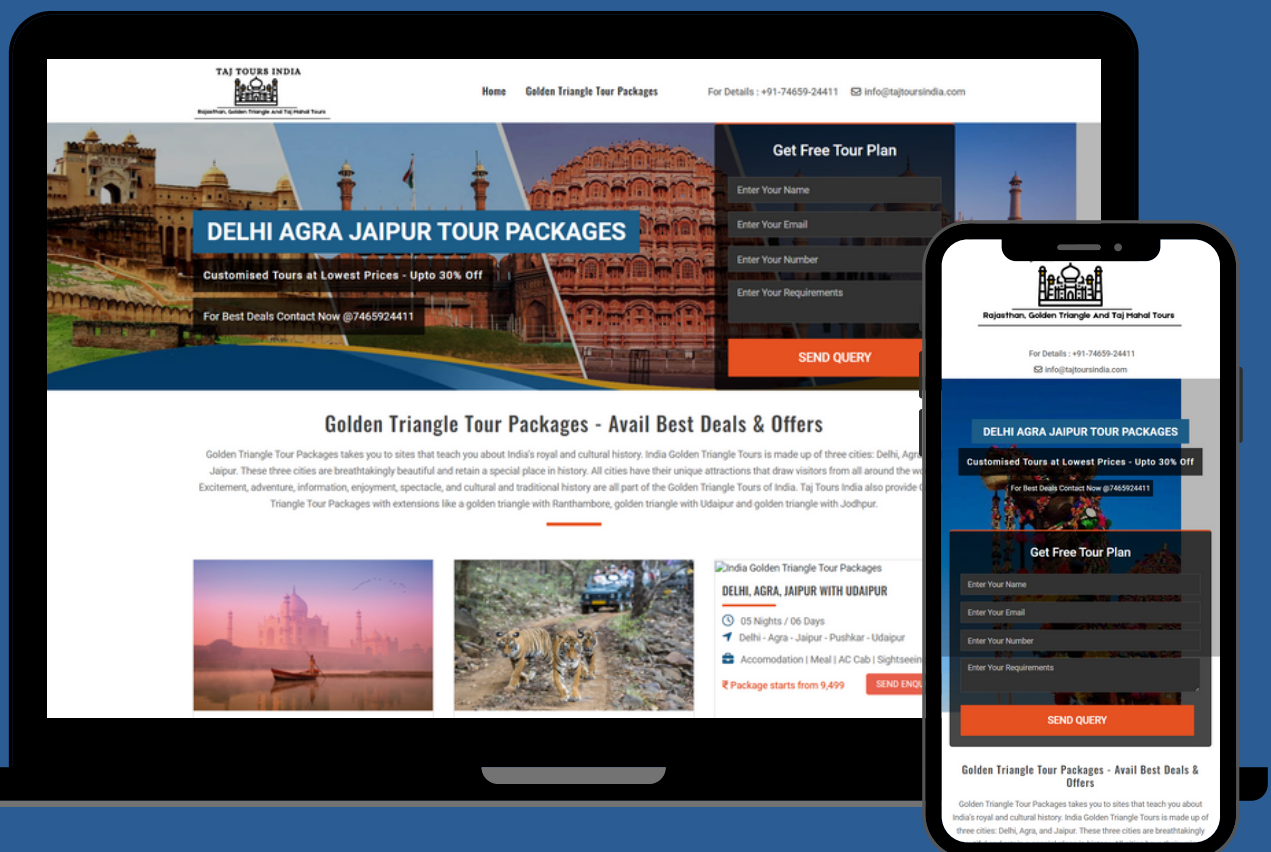 TAJ TOURS INDIA
Rajasthan, Golden Triangle And Taj Mahal Tours
Home Golden Triangle Tour Packages For Details : +91-74659-24411 info@tajtoursindia.com
DELHI AGRA JAIPUR TOUR PACKAGES
Customised Tours at Lowest Prices - Upto 30% Off
For Best Deals Contact Now @7465924411
Get Free Tour Plan
Enter Your Name
Enter Your Email
Enter Your Number
Enter Your Requirements
SEND QUERY
Golden Triangle Tour Packages - Avail Best Deals & Offers
Golden Triangle Tour Packages takes you to sites that teach you about India's royal and cultural history. India Golden Triangle Tours is made up of three cities: Delhi, Agra
Jaipur. These three cities are breathtakingly beautiful and retain a special place in history. All cities have their unique attractions that draw visitors from all around the
Excitement, adventure, information, enjoyment, spectacle, and cultural and traditional history are all part of the Golden Triangle Tours of India. Taj Tours India also provide
Triangle Tour Packages with extensions like a golden triangle with Ranthambore, golden triangle with Udaipur and golden triangle with Jodhpur.
India Golden Triangle Tour Packages
DELHI, AGRA, JAIPUR WITH UDAIPUR
05 Nights / 06 Days
Delhi - Agra - Jaipur - Pushkar - Udaipur
Accomodation | Meal | AC Cab | Sightseein
₹ Package starts from 9,499 SEND ENQU
Rajasthan, Golden Triangle And Taj Mahal Tours
For Details : +91-74659-24411
info@tajtoursindia.com
DELHI AGRA JAIPUR TOUR PACKAGES
Customised Tours at Lowest Prices - Upto 30% Off
For Best Deals Contact Now @7465924411
Get Free Tour Plan
Enter Your Name
Enter Your Email
Enter Your Number
Enter Your Requirements
SEND QUERY
Golden Triangle Tour Packages - Avail Best Deals &
Offers
Golden Triangle Tour Packages takes you to sites that teach you about
India's royal and cultural history. India Golden Triangle Tours is made up of
three cities: Delhi, Agra, and Jaipur. These three cities are breathtakingly